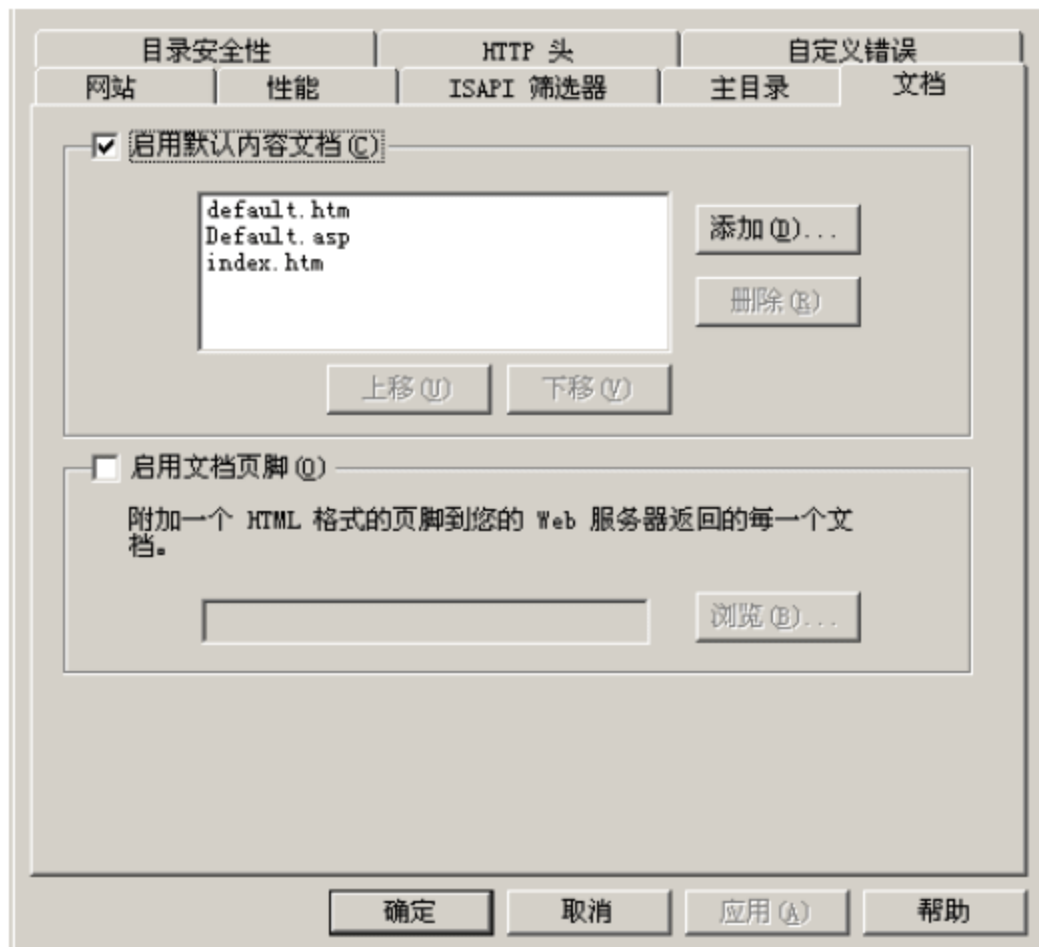 目录安全性 HTTP 头 自定义错误
网站 性能 ISAPI 筛选器 主目录 文档
启用默认内容文档(C)
default.htm
Default.asp
index.htm
添加(D)...
删除(R)
上移(U) 下移(V)
启用文档页脚(O)
附加一个 HTML 格式的页脚到您的 Web 服务器返回的每一个文
档。
浏览(B)...
确定 取消 应用(A) 帮助